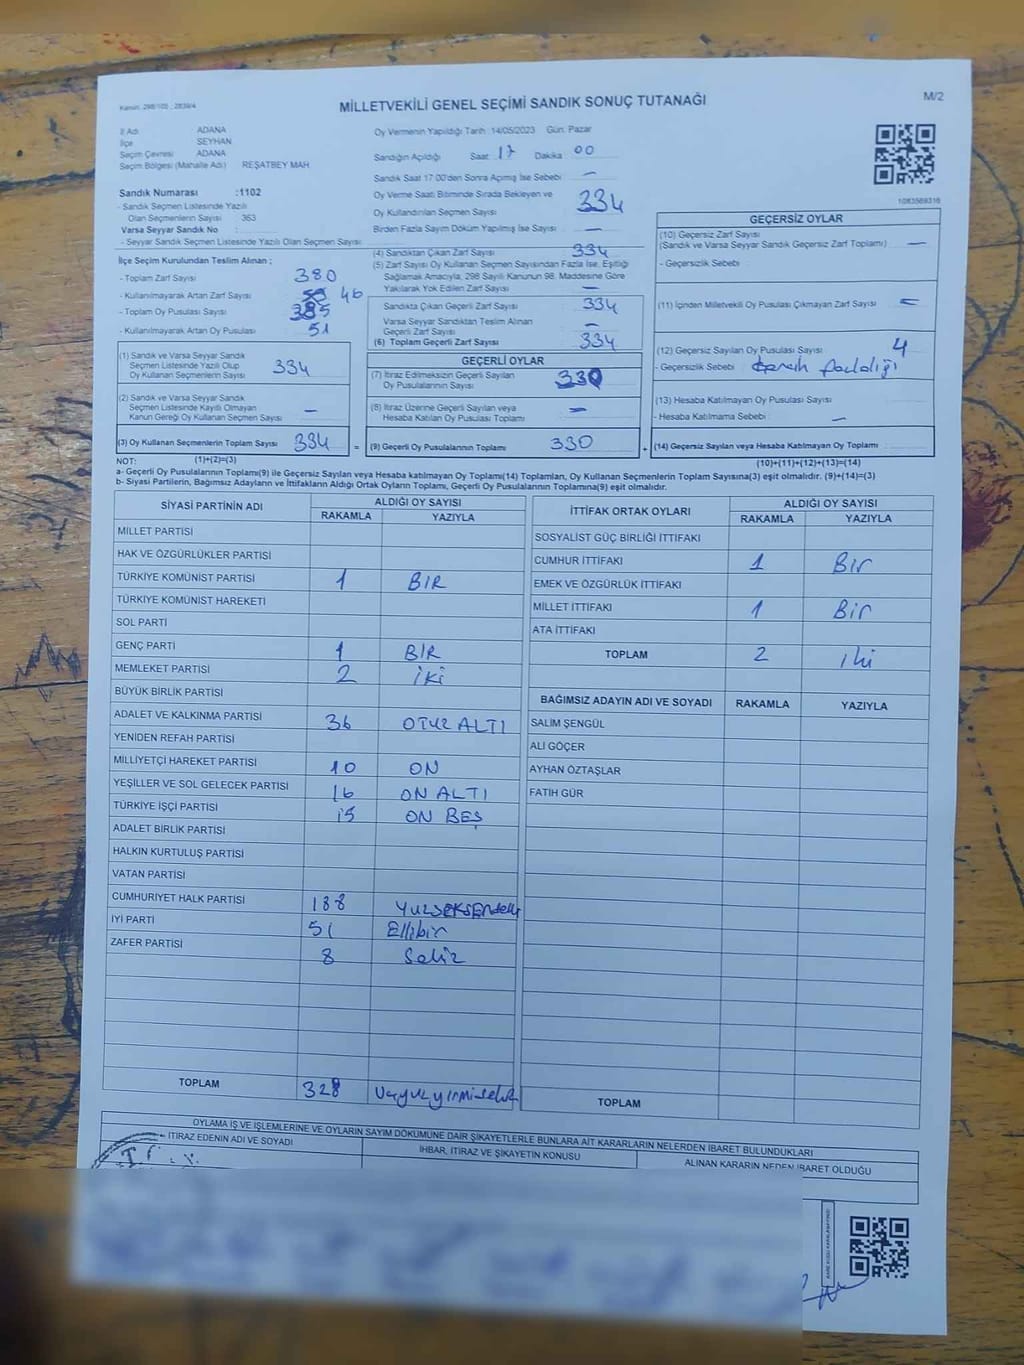 Kanun: 298/105 ; 2839/4
MİLLETVEKİLİ GENEL SEÇİMİ SANDIK SONUÇ TUTANAĞI
M/2
İl Adı ADANA
İlçe SEYHAN
Seçim Çevresi ADANA
Seçim Bölgesi (Mahalle Adı) REŞATBEY MAH.
Sandık Numarası :1102
- Sandık Seçmen Listesinde Yazılı
Olan Seçmenlerin Sayısı 363
Varsa Seyyar Sandık No :
- Seyyar Sandık Seçmen Listesinde Yazılı Olan Seçmen Sayısı:
İlçe Seçim Kurulundan Teslim Alınan ;
- Toplam Zarf Sayısı 380
- Kullanılmayarak Artan Zarf Sayısı 46
- Toplam Oy Pusulası Sayısı 385
- Kullanılmayarak Artan Oy Pusulası 51
(1) Sandık ve Varsa Seyyar Sandık
Seçmen Listesinde Yazılı Olup
Oy Kullanan Seçmenlerin Sayısı 334
(2) Sandık ve Varsa Seyyar Sandık
Seçmen Listesinde Kayıtlı Olmayan
Kanun Gereği Oy Kullanan Seçmen Sayısı –
(3) Oy Kullanan Seçmenlerin Toplam Sayısı 334 =
Oy Vermenin Yapıldığı Tarih :14/05/2023 Gün: Pazar
Sandığın Açıldığı Saat 17 Dakika 00
Sandık Saat 17:00'den Sonra Açılmış İse Sebebi –
Oy Verme Saati Bitiminde Sırada Bekleyen ve
Oy Kullandırılan Seçmen Sayısı 334
Birden Fazla Sayım Döküm Yapılmış İse Sayısı –
(4) Sandıktan Çıkan Zarf Sayısı 334
(5) Zarf Sayısı Oy Kullanan Seçmen Sayısından Fazla İse, Eşitliği
Sağlamak Amacıyla, 298 Sayılı Kanunun 98. Maddesine Göre
Yakılarak Yok Edilen Zarf Sayısı –
Sandıkta Çıkan Geçerli Zarf Sayısı 334
Varsa Seyyar Sandıktan Teslim Alınan
Geçerli Zarf Sayısı –
(6) Toplam Geçerli Zarf Sayısı 334
GEÇERLİ OYLAR
(7) İtiraz Edilmeksizin Geçerli Sayılan
Oy Pusulalarının Sayısı 330
(8) İtiraz Üzerine Geçerli Sayılan veya
Hesaba Katılan Oy Pusulaları Toplamı –
(9) Geçerli Oy Pusulalarının Toplamı 330 +
1083589316
GEÇERSİZ OYLAR
(10) Geçersiz Zarf Sayısı
(Sandık ve Varsa Seyyar Sandık Geçersiz Zarf Toplamı) –
- Geçersizlik Sebebi :
(11) İçinden Milletvekili Oy Pusulası Çıkmayan Zarf Sayısı –
(12) Geçersiz Sayılan Oy Pusulası Sayısı 4
- Geçersizlik Sebebi
(13) Hesaba Katılmayan Oy Pusulası Sayısı
- Hesaba Katılmama Sebebi : –
(14) Geçersiz Sayılan veya Hesaba Katılmayan Oy Toplamı
NOT: (1)+(2)=(3) (10)+(11)+(12)+(13)=(14)
a- Geçerli Oy Pusulalarının Toplamı(9) ile Geçersiz Sayılan veya Hesaba katılmayan Oy Toplamı(14) Toplamları, Oy Kullanan Seçmenlerin Toplam Sayısına(3) eşit olmalıdır. (9)+(14)=(3)
b- Siyasi Partilerin, Bağımsız Adayların ve İttifakların Aldığı Ortak Oyların Toplamı, Geçerli Oy Pusulalarının Toplamına(9) eşit olmalıdır.
SİYASİ PARTİNİN ADI ALDIĞI OY SAYISI
RAKAMLA YAZIYLA
MİLLET PARTİSİ
HAK VE ÖZGÜRLÜKLER PARTİSİ
TÜRKİYE KOMÜNİST PARTİSİ 1 BİR
TÜRKİYE KOMÜNİST HAREKETİ
SOL PARTİ
GENÇ PARTİ 1 BİR
MEMLEKET PARTİSİ 2 İKİ
BÜYÜK BİRLİK PARTİSİ
ADALET VE KALKINMA PARTİSİ 36 OTUZ ALTI
YENİDEN REFAH PARTİSİ
MİLLİYETÇİ HAREKET PARTİSİ 10 ON
YEŞİLLER VE SOL GELECEK PARTİSİ 16 ON ALTI
TÜRKİYE İŞÇİ PARTİSİ 15 ON BEŞ
ADALET BİRLİK PARTİSİ
HALKIN KURTULUŞ PARTİSİ
VATAN PARTİSİ
CUMHURİYET HALK PARTİSİ 188
İYİ PARTİ 51 Ellibir
ZAFER PARTİSİ 8 Sekiz
TOPLAM 328
İTTİFAK ORTAK OYLARI ALDIĞI OY SAYISI
RAKAMLA YAZIYLA
SOSYALİST GÜÇ BİRLİĞİ İTTİFAKI
CUMHUR İTTİFAKI 1 Bir
EMEK VE ÖZGÜRLÜK İTTİFAKI
MİLLET İTTİFAKI 1 Bir
ATA İTTİFAKI
TOPLAM 2 iki
BAĞIMSIZ ADAYIN ADI VE SOYADI RAKAMLA YAZIYLA
SALİM ŞENGÜL
ALİ GÖÇER
AYHAN ÖZTAŞLAR
FATİH GÜR
TOPLAM
OYLAMA İŞ VE İŞLEMLERİNE VE OYLARIN SAYIM DÖKÜMÜNE DAİR ŞİKAYETLERLE BUNLARA AİT KARARLARIN NELERDEN İBARET BULUNDUKLARI
İTİRAZ EDENİN ADI VE SOYADI İHBAR, İTİRAZ VE ŞİKAYETİN KONUSU ALINAN KARARIN NEDEN İBARET OLDUĞU
T.C.